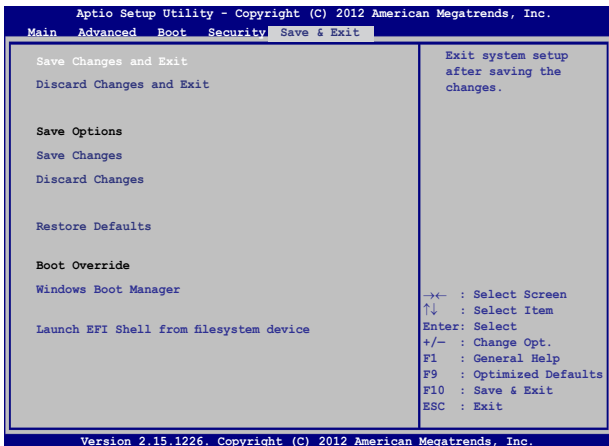 Aptio Setup Utility - Copyright (C) 2012 American Megatrends, Inc.
Main Advanced Boot Security Save & Exit
Save Changes and Exit
Discard Changes and Exit
Save Options
Save Changes
Discard Changes
Restore Defaults
Boot Override
Windows Boot Manager
Launch EFI Shell from filesystem device
Exit system setup
after saving the
changes.
→← : Select Screen
↑↓ : Select Item
Enter: Select
+/— : Change Opt.
F1 : General Help
F9 : Optimized Defaults
F10 : Save & Exit
ESC : Exit
Version 2.15.1226. Copyright (C) 2012 American Megatrends, Inc.